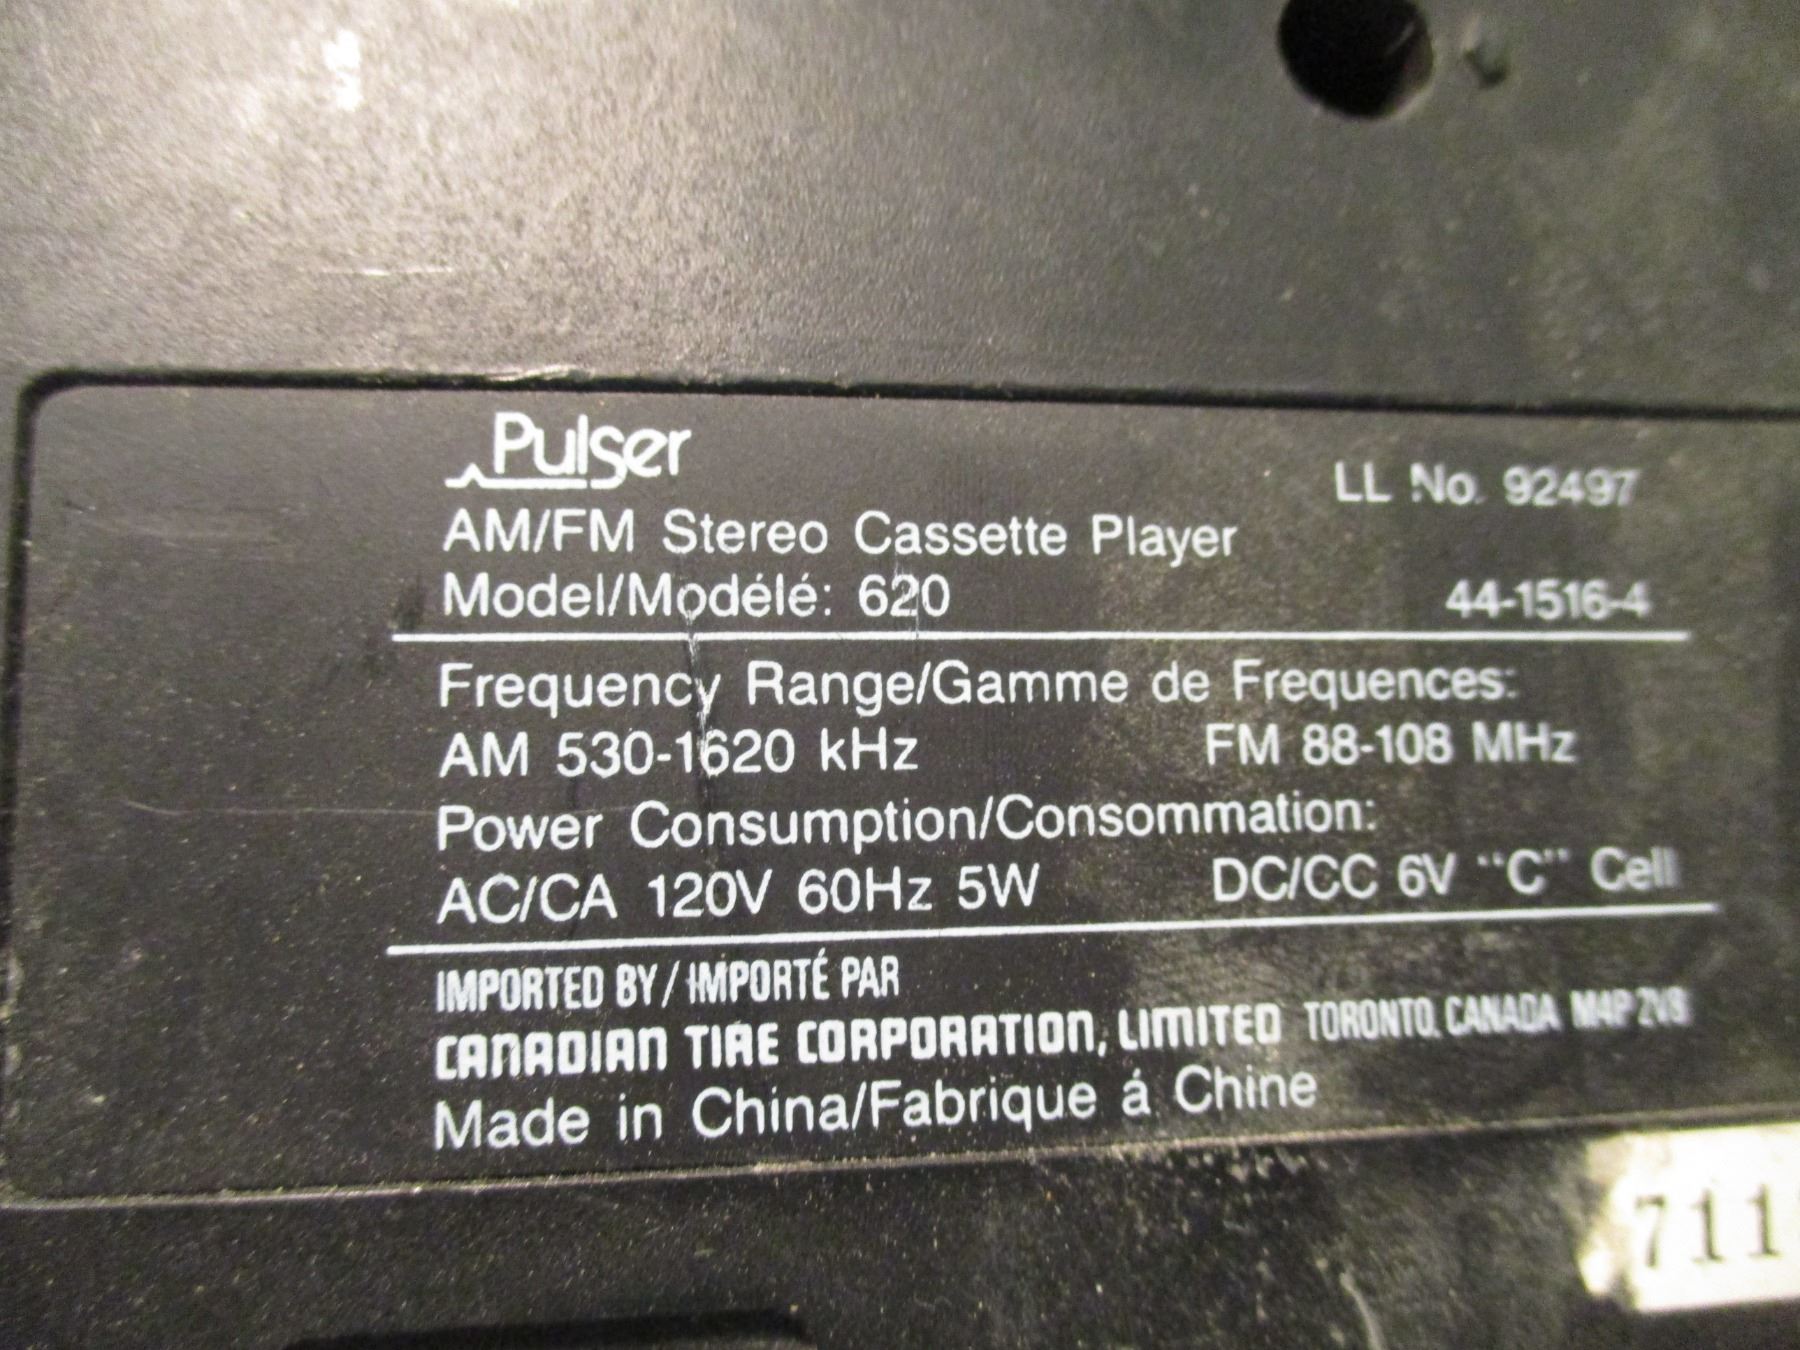 Pulser
LL No. 92497
AM/FM Stereo Cassette Player
Model/Modélé: 620 44-1516-4
Frequency Range/Gamme de Frequences:
AM 530-1620 kHz FM 88-108 MHz
Power Consumption/Consommation:
AC/CA 120V 60Hz 5W DC/CC 6V "C" Cell
IMPORTED BY / IMPORTÉ PAR
CANADIAN TIRE CORPORATION, LIMITED TORONTO, CANADA M4P 2V8
Made in China/Fabrique á Chine
711